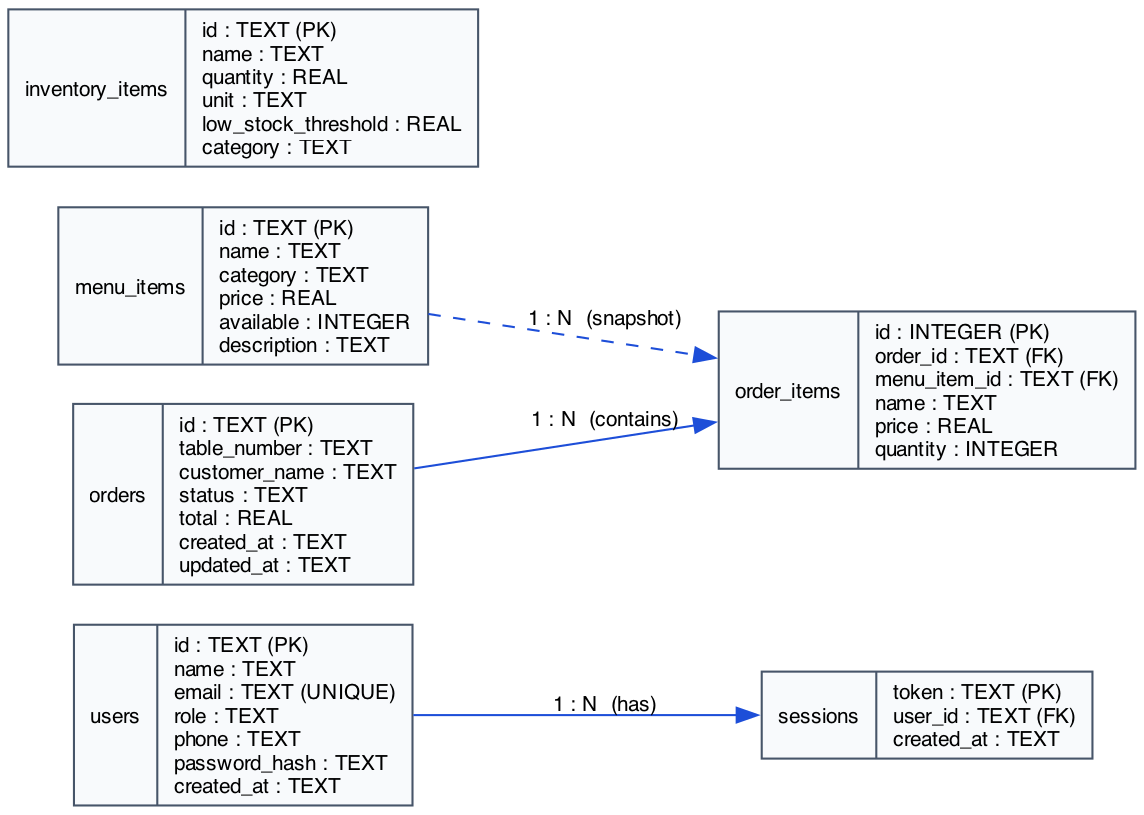 inventory_items
id : TEXT (PK)
name : TEXT
quantity : REAL
unit : TEXT
low_stock_threshold : REAL
category : TEXT
menu_items
id : TEXT (PK)
name : TEXT
category : TEXT
price : REAL
available : INTEGER
description : TEXT
1 : N (snapshot)
orders
id : TEXT (PK)
table_number : TEXT
customer_name : TEXT
status : TEXT
total : REAL
created_at : TEXT
updated_at : TEXT
1 : N (contains)
order_items
id : INTEGER (PK)
order_id : TEXT (FK)
menu_item_id : TEXT (FK)
name : TEXT
price : REAL
quantity : INTEGER
users
id : TEXT (PK)
name : TEXT
email : TEXT (UNIQUE)
role : TEXT
phone : TEXT
password_hash : TEXT
created_at : TEXT
1 : N (has)
sessions
token : TEXT (PK)
user_id : TEXT (FK)
created_at : TEXT